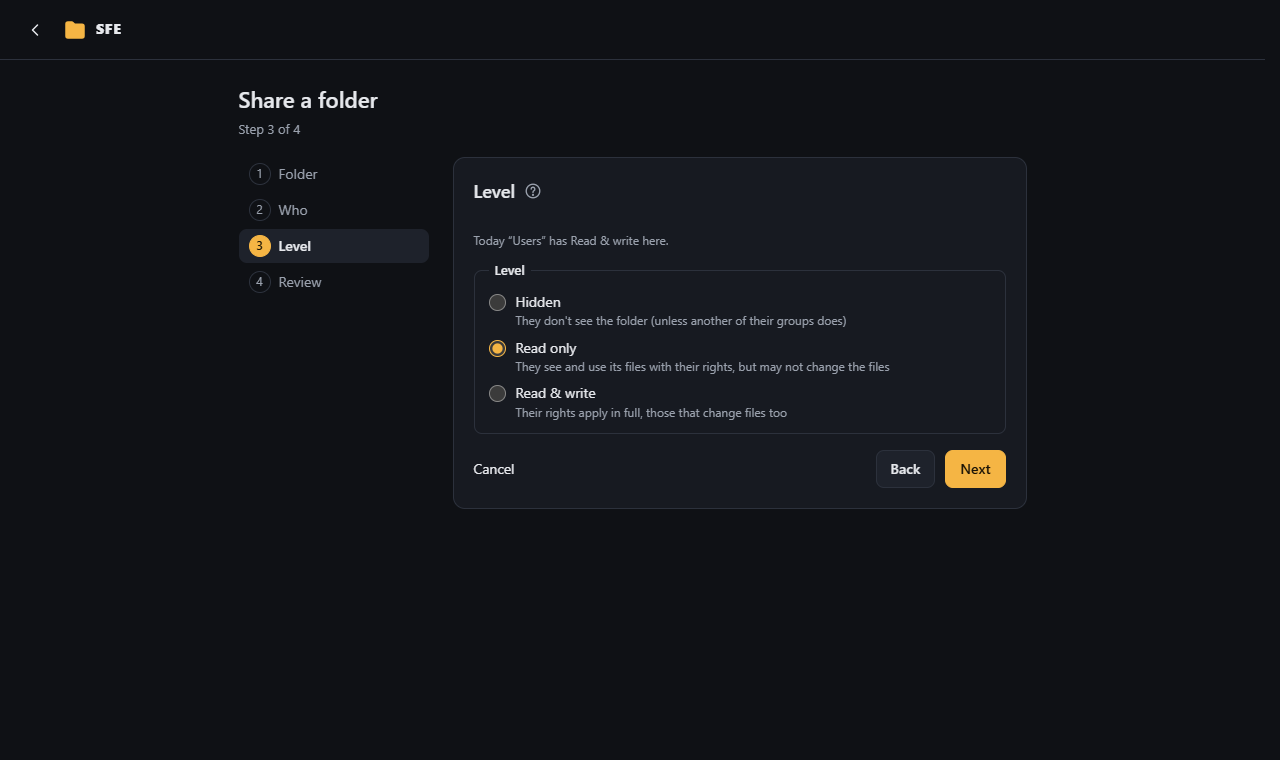 SFE
Share a folder
Step 3 of 4
1 Folder
2 Who
3 Level
4 Review
Level ?
Today “Users” has Read & write here.
Level
Hidden
They don't see the folder (unless another of their groups does)
Read only
They see and use its files with their rights, but may not change the files
Read & write
Their rights apply in full, those that change files too
Cancel
Back
Next